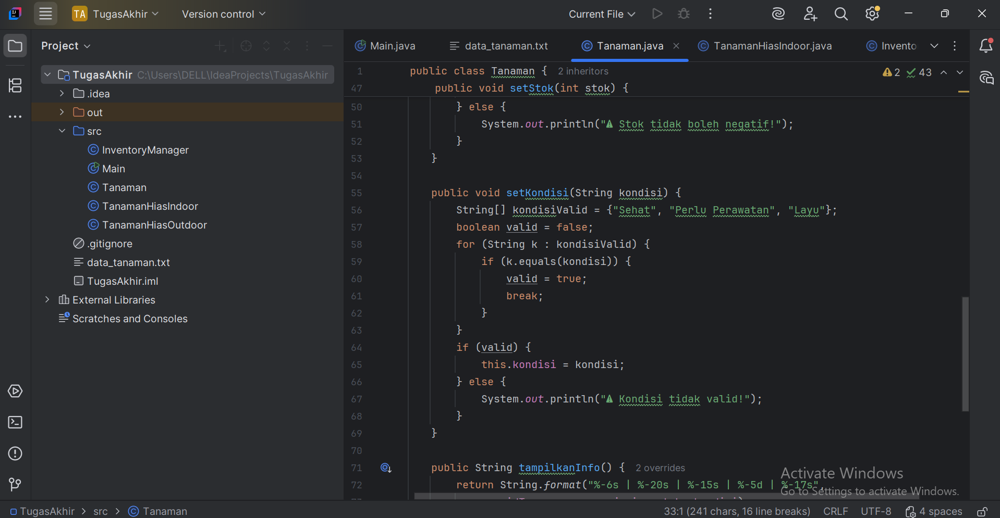 TA TugasAkhir Version control Current File
Project
Main.java data_tanaman.txt Tanaman.java TanamanHiasIndoor.java Invento
TugasAkhir C:\Users\DELL\IdeaProjects\TugasAkhir
.idea
out
src
InventoryManager
Main
Tanaman
TanamanHiasIndoor
TanamanHiasOutdoor
.gitignore
data_tanaman.txt
TugasAkhir.iml
External Libraries
Scratches and Consoles
1 public class Tanaman { 2 inheritors
2 43
47 public void setStok(int stok) {
50 } else {
51 System.out.println("⚠ Stok tidak boleh negatif!");
52 }
53 }
54
55 public void setKondisi(String kondisi) {
56 String[] kondisiValid = {"Sehat", "Perlu Perawatan", "Layu"};
57 boolean valid = false;
58 for (String k : kondisiValid) {
59 if (k.equals(kondisi)) {
60 valid = true;
61 break;
62 }
63 }
64 if (valid) {
65 this.kondisi = kondisi;
66 } else {
67 System.out.println("⚠ Kondisi tidak valid!");
68 }
69 }
70
71 public String tampilkanInfo() { 2 overrides
72 return String.format("%-6s | %-20s | %-15s | %-5d | %-17s",
Activate Windows
Go to Settings to activate Windows.
TugasAkhir > src > Tanaman
33:1 (241 chars, 16 line breaks) CRLF UTF-8 4 spaces